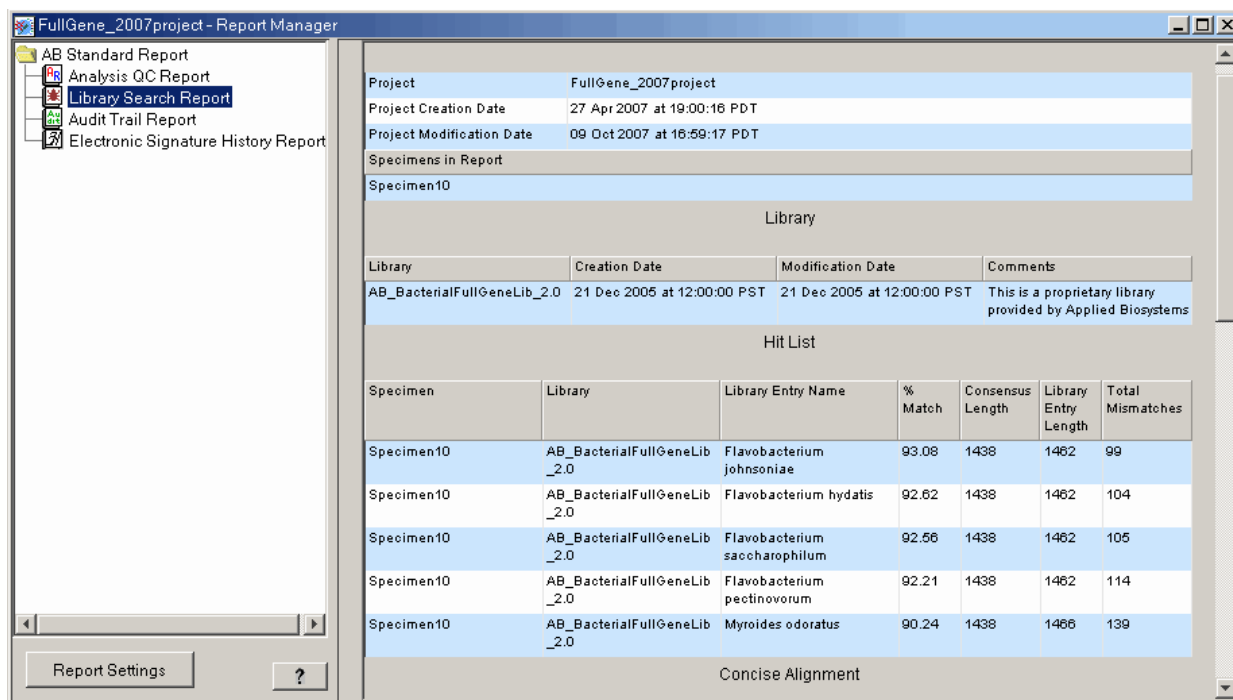 FullGene_2007project - Report Manager
AB Standard Report
Analysis QC Report
Library Search Report
Audit Trail Report
Electronic Signature History Report
Report Settings
?
Project FullGene_2007project
Project Creation Date 27 Apr 2007 at 19:00:16 PDT
Project Modification Date 09 Oct 2007 at 16:59:17 PDT
Specimens in Report
Specimen10
Library
Library Creation Date Modification Date Comments
AB_BacterialFullGeneLib_2.0 21 Dec 2005 at 12:00:00 PST 21 Dec 2005 at 12:00:00 PST This is a proprietary library
provided by Applied Biosystems
Hit List
Specimen Library Library Entry Name % Consensus Library Total
Match Length Entry Mismatches
Length
Specimen10 AB_BacterialFullGeneLib Flavobacterium 93.08 1438 1462 99
_2.0 johnsoniae
Specimen10 AB_BacterialFullGeneLib Flavobacterium hydatis 92.62 1438 1462 104
_2.0
Specimen10 AB_BacterialFullGeneLib Flavobacterium 92.56 1438 1462 105
_2.0 saccharophilum
Specimen10 AB_BacterialFullGeneLib Flavobacterium 92.21 1438 1462 114
_2.0 pectinovorum
Specimen10 AB_BacterialFullGeneLib Myroides odoratus 90.24 1438 1466 139
_2.0
Concise Alignment